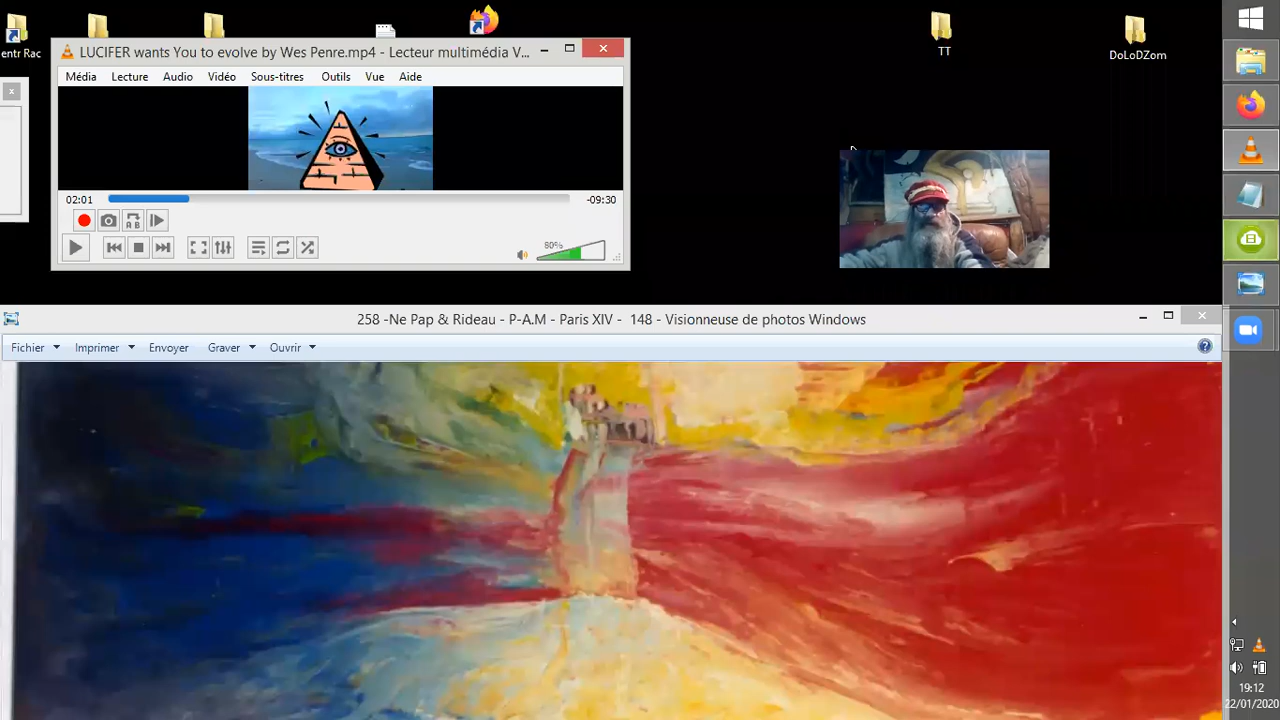 entr Rac
TT
DoLoDZom
LUCIFER wants You to evolve by Wes Penre.mp4 - Lecteur multimédia V...
Média Lecture Audio Vidéo Sous-titres Outils Vue Aide
02:01 -09:30
A B
80%
258 -Ne Pap & Rideau - P-A.M - Paris XIV - 148 - Visionneuse de photos Windows
Fichier Imprimer Envoyer Graver Ouvrir
19:12
22/01/2020